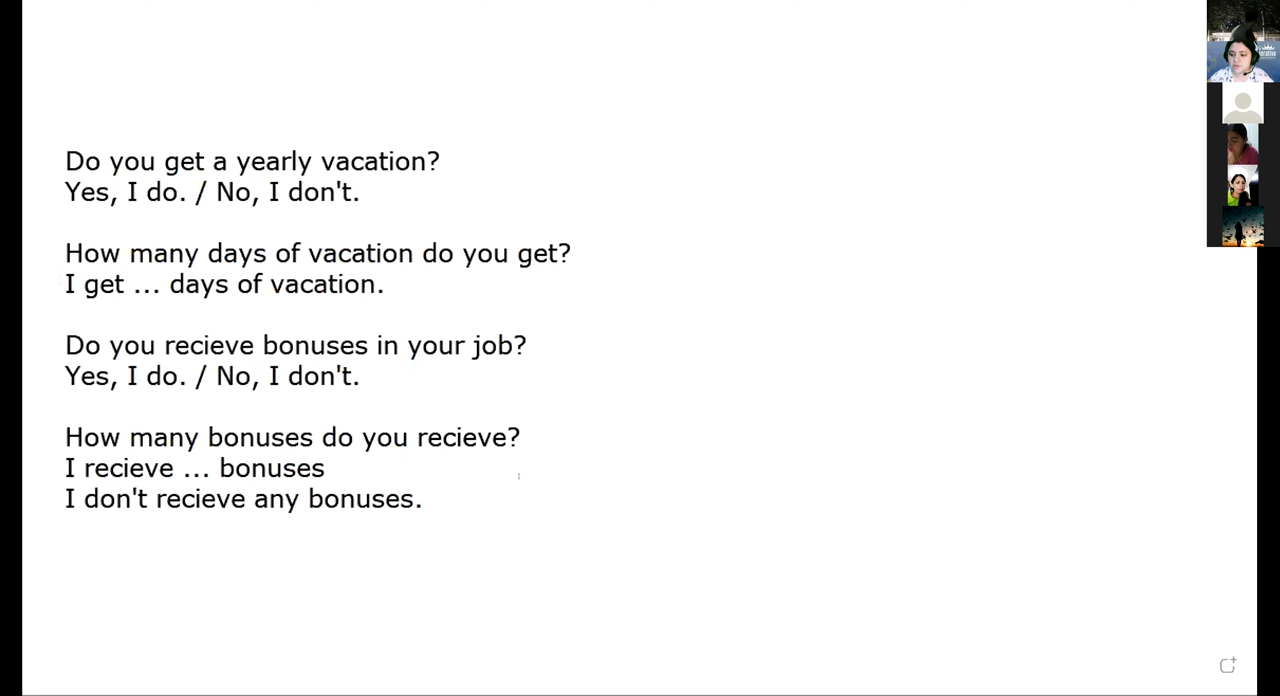 Do you get a yearly vacation?
Yes, I do. / No, I don't.
How many days of vacation do you get?
I get ... days of vacation.
Do you recieve bonuses in your job?
Yes, I do. / No, I don't.
How many bonuses do you recieve?
I recieve ... bonuses
I don't recieve any bonuses.